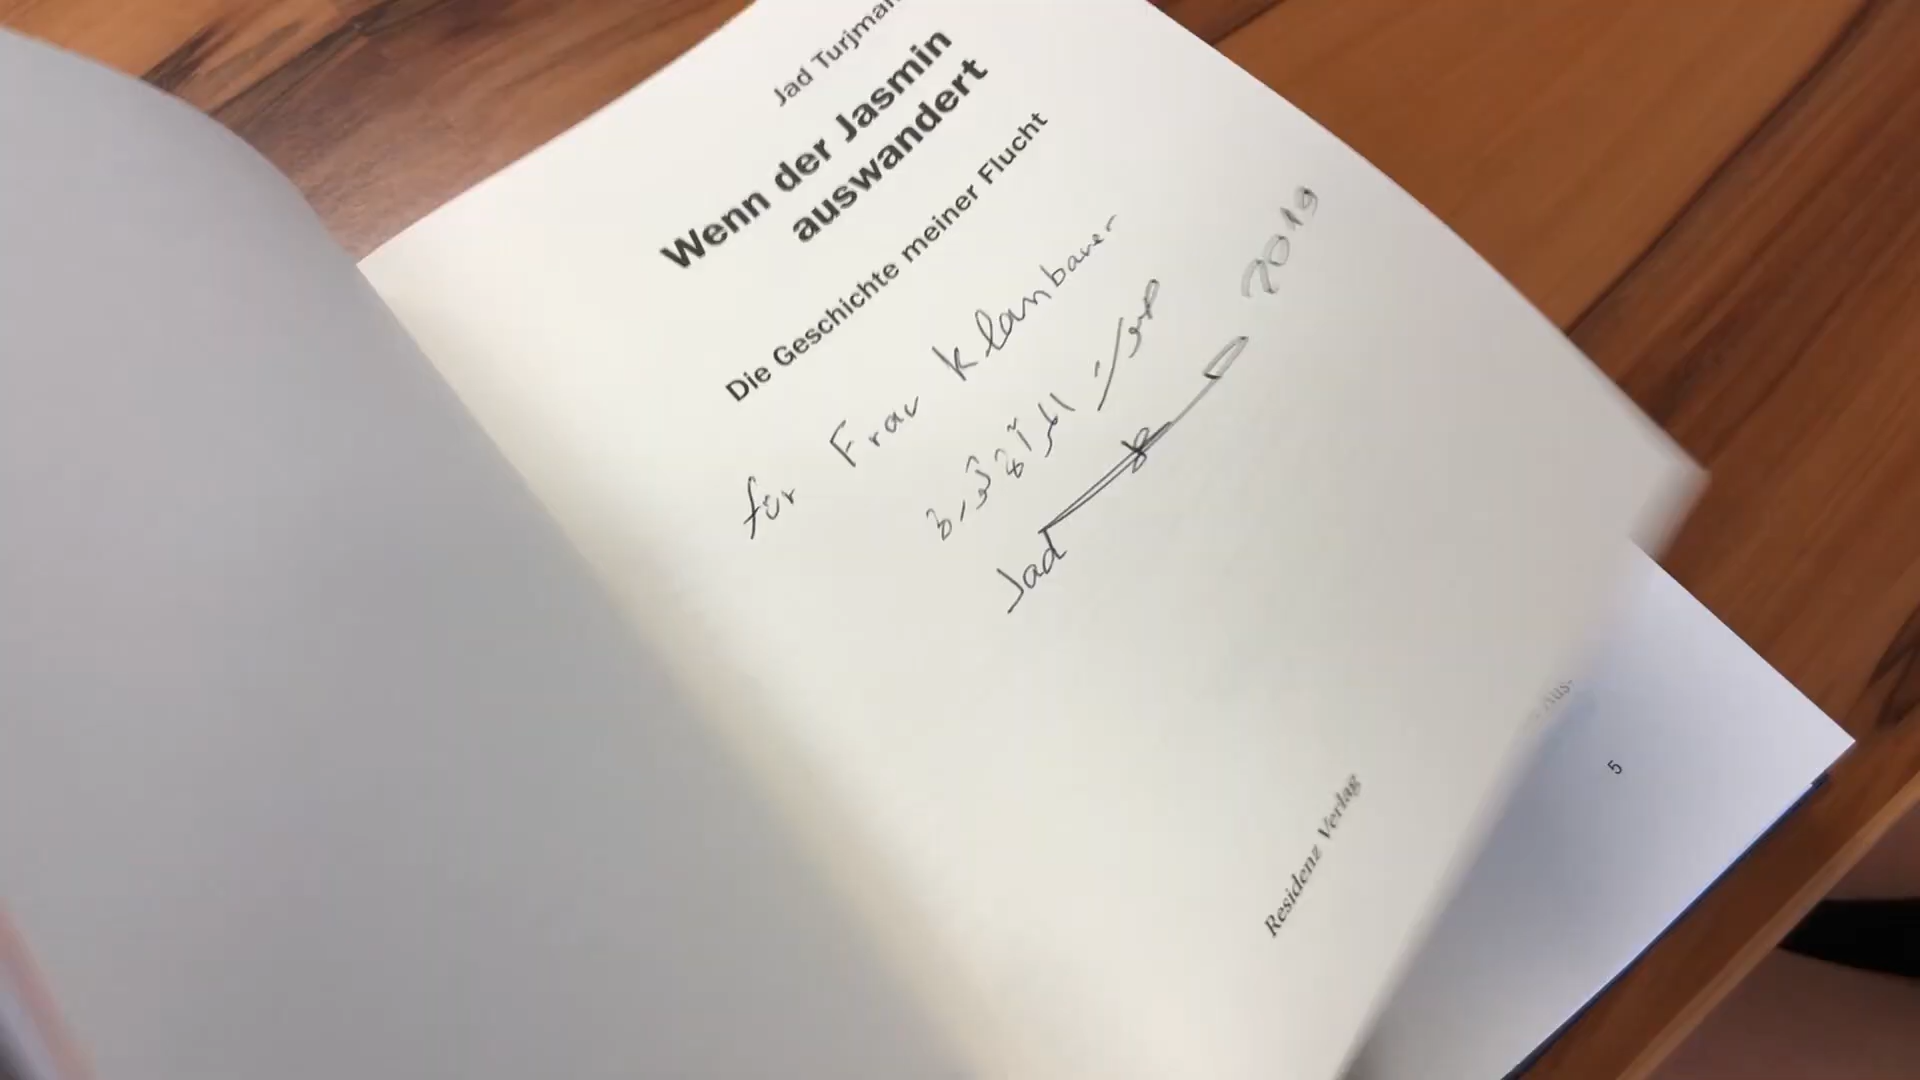 Jad Turjman
Wenn der Jasmin
auswandert
Die Geschichte meiner Flucht
für Frau Klambauer
Jad
2019
Residenz Verlag
5